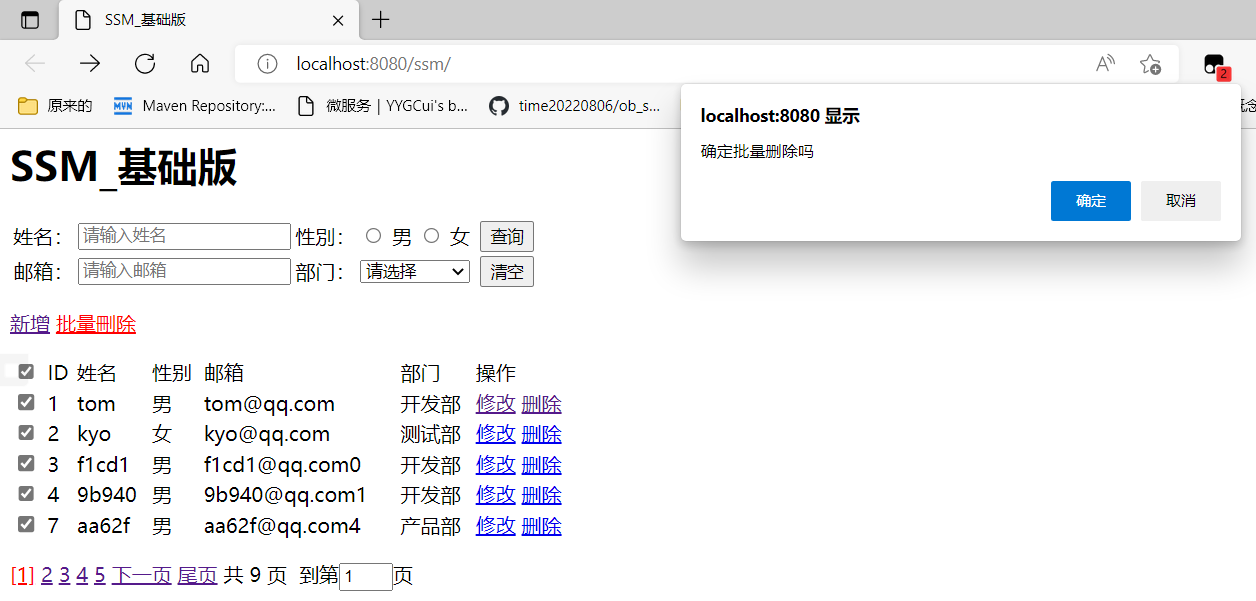 SSM_基础版
localhost:8080/ssm/
2
原来的 Maven Repository:... 微服务 | YYGCui's b... time20220806/ob_s...
localhost:8080 显示
确定批量删除吗
确定 取消
SSM_基础版
姓名： 请输入姓名 性别： 男 女 查询
邮箱： 请输入邮箱 部门： 请选择 清空
新增 批量删除
ID 姓名 性别 邮箱 部门 操作
1 tom 男 tom@qq.com 开发部 修改 删除
2 kyo 女 kyo@qq.com 测试部 修改 删除
3 f1cd1 男 f1cd1@qq.com0 开发部 修改 删除
4 9b940 男 9b940@qq.com1 开发部 修改 删除
7 aa62f 男 aa62f@qq.com4 产品部 修改 删除
[1] 2 3 4 5 下一页 尾页 共 9 页 到第 1 页